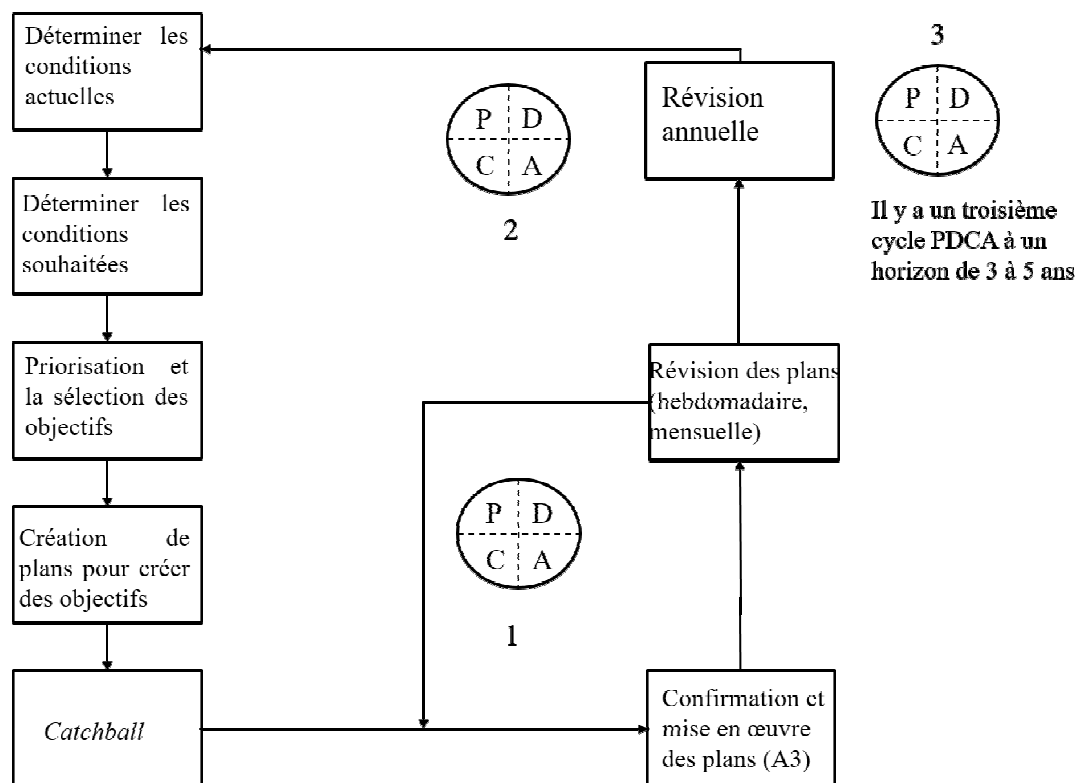 Déterminer les
conditions
actuelles
Déterminer les
conditions
souhaitées
Priorisation et
la sélection des
objectifs
Création de
plans pour créer
des objectifs
Catchball
P D
C A
2
P D
C A
1
Révision
annuelle
Révision des plans
(hebdomadaire,
mensuelle)
Confirmation et
mise en œuvre
des plans (A3)
3
P D
C A
Il y a un troisième
cycle PDCA à un
horizon de 3 à 5 ans